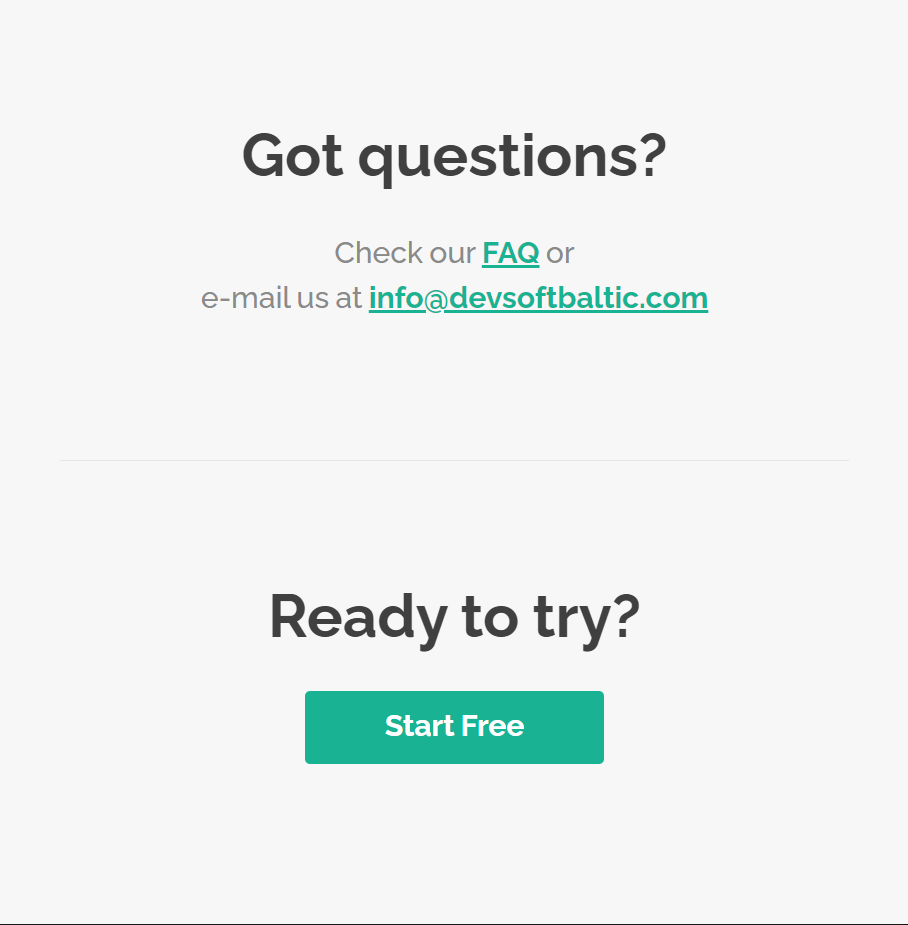 Got questions?
Check our FAQ or
e-mail us at info@devsoftbaltic.com
Ready to try?
Start Free